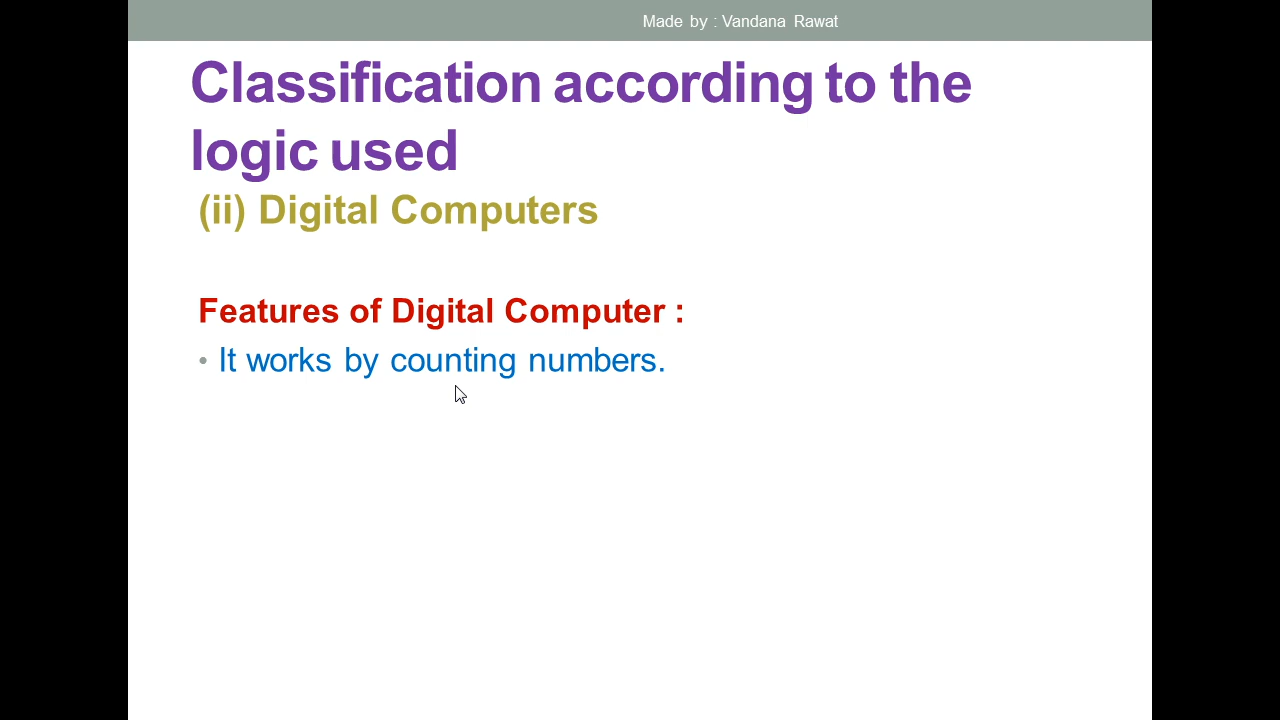 Made by : Vandana Rawat
Classification according to the
logic used
(ii) Digital Computers
Features of Digital Computer :
• It works by counting numbers.